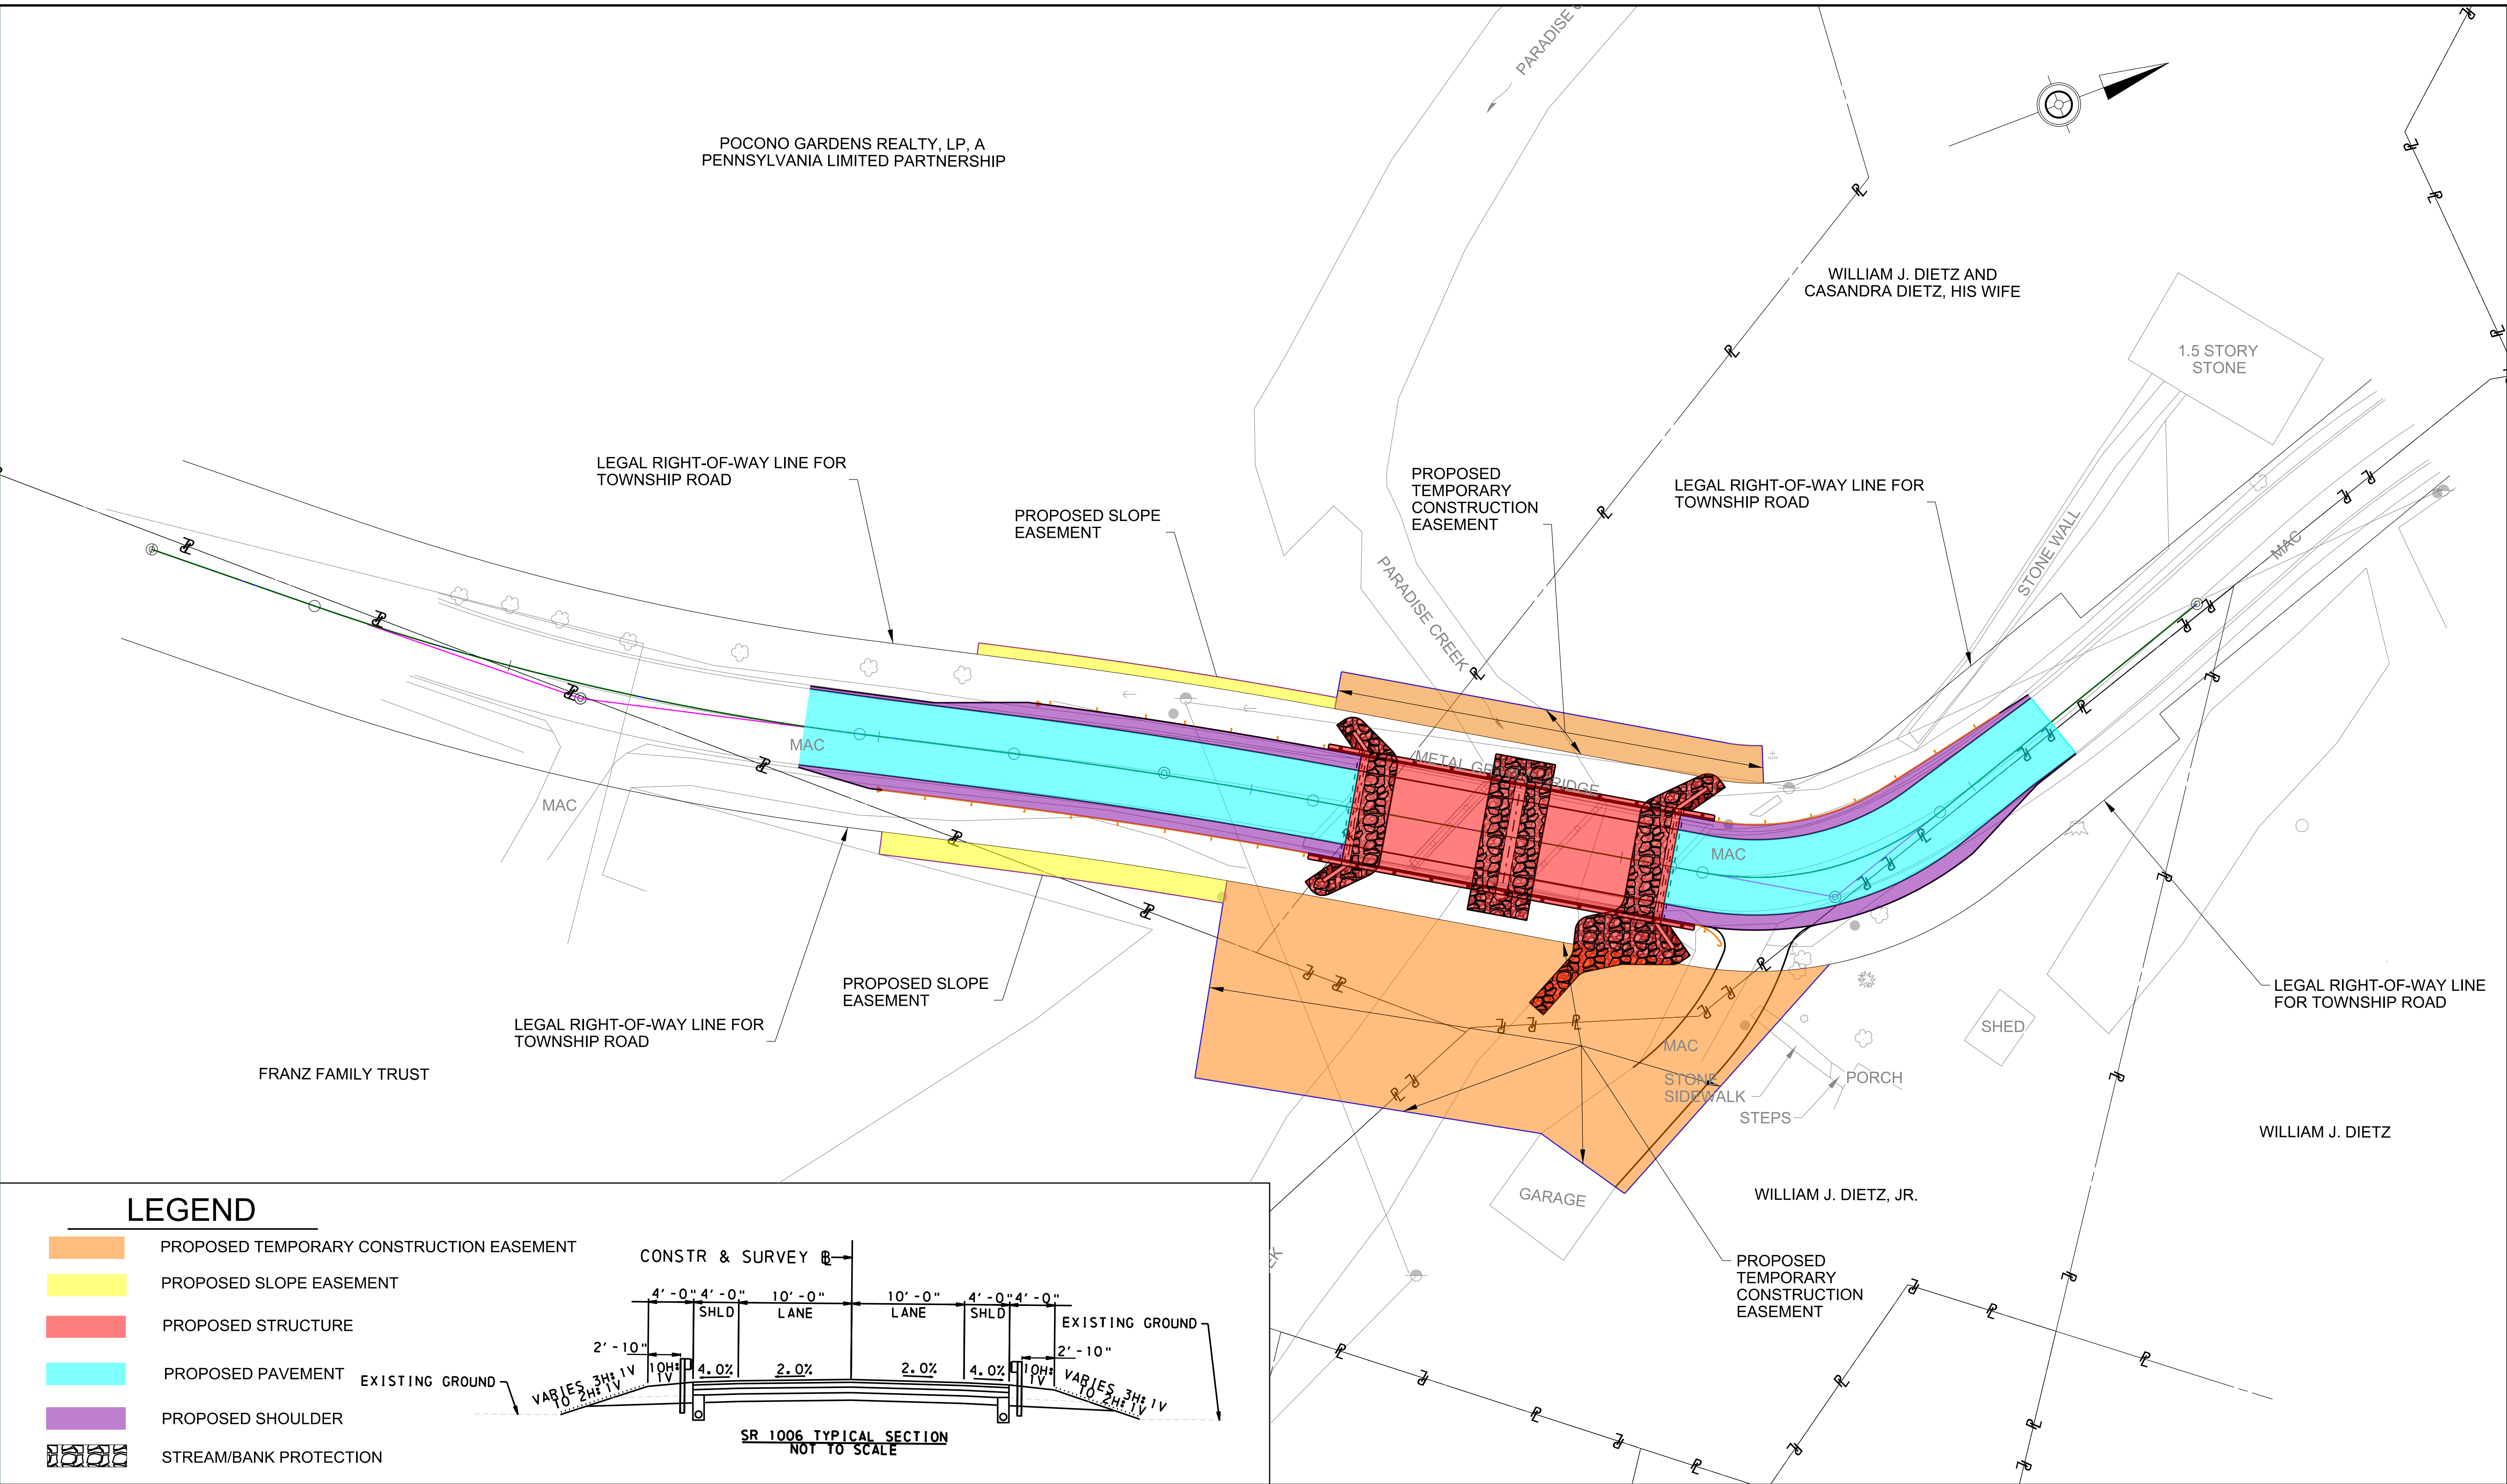 PARADISE
POCONO GARDENS REALTY, LP, A
PENNSYLVANIA LIMITED PARTNERSHIP
WILLIAM J. DIETZ AND
CASANDRA DIETZ, HIS WIFE
1.5 STORY
STONE
LEGAL RIGHT-OF-WAY LINE FOR
TOWNSHIP ROAD
PROPOSED SLOPE
EASEMENT
PROPOSED
TEMPORARY
CONSTRUCTION
EASEMENT
LEGAL RIGHT-OF-WAY LINE FOR
TOWNSHIP ROAD
STONE WALL
MAC
PARADISE CREEK
MAC
METAL
MAC
MAC
PROPOSED SLOPE
EASEMENT
LEGAL RIGHT-OF-WAY LINE FOR
TOWNSHIP ROAD
FRANZ FAMILY TRUST
LEGAL RIGHT-OF-WAY LINE
FOR TOWNSHIP ROAD
SHED
MAC
STONE
SIDEWALK
PORCH
STEPS
WILLIAM J. DIETZ
WILLIAM J. DIETZ, JR.
GARAGE
PROPOSED
TEMPORARY
CONSTRUCTION
EASEMENT
LEGEND
PROPOSED TEMPORARY CONSTRUCTION EASEMENT
PROPOSED SLOPE EASEMENT
PROPOSED STRUCTURE
PROPOSED PAVEMENT
PROPOSED SHOULDER
STREAM/BANK PROTECTION
CONSTR & SURVEY ℄
4'-0" 4'-0" 10'-0" 10'-0" 4'-0" 4'-0"
SHLD LANE LANE SHLD
EXISTING GROUND
2'-10" 2'-10"
10H:1V 4.0% 2.0% 2.0% 4.0% 10H:1V
EXISTING GROUND
VARIES 3H:1V
TO 2H:1V
VARIES 3H:1V
TO 2H:1V
SR 1006 TYPICAL SECTION
NOT TO SCALE